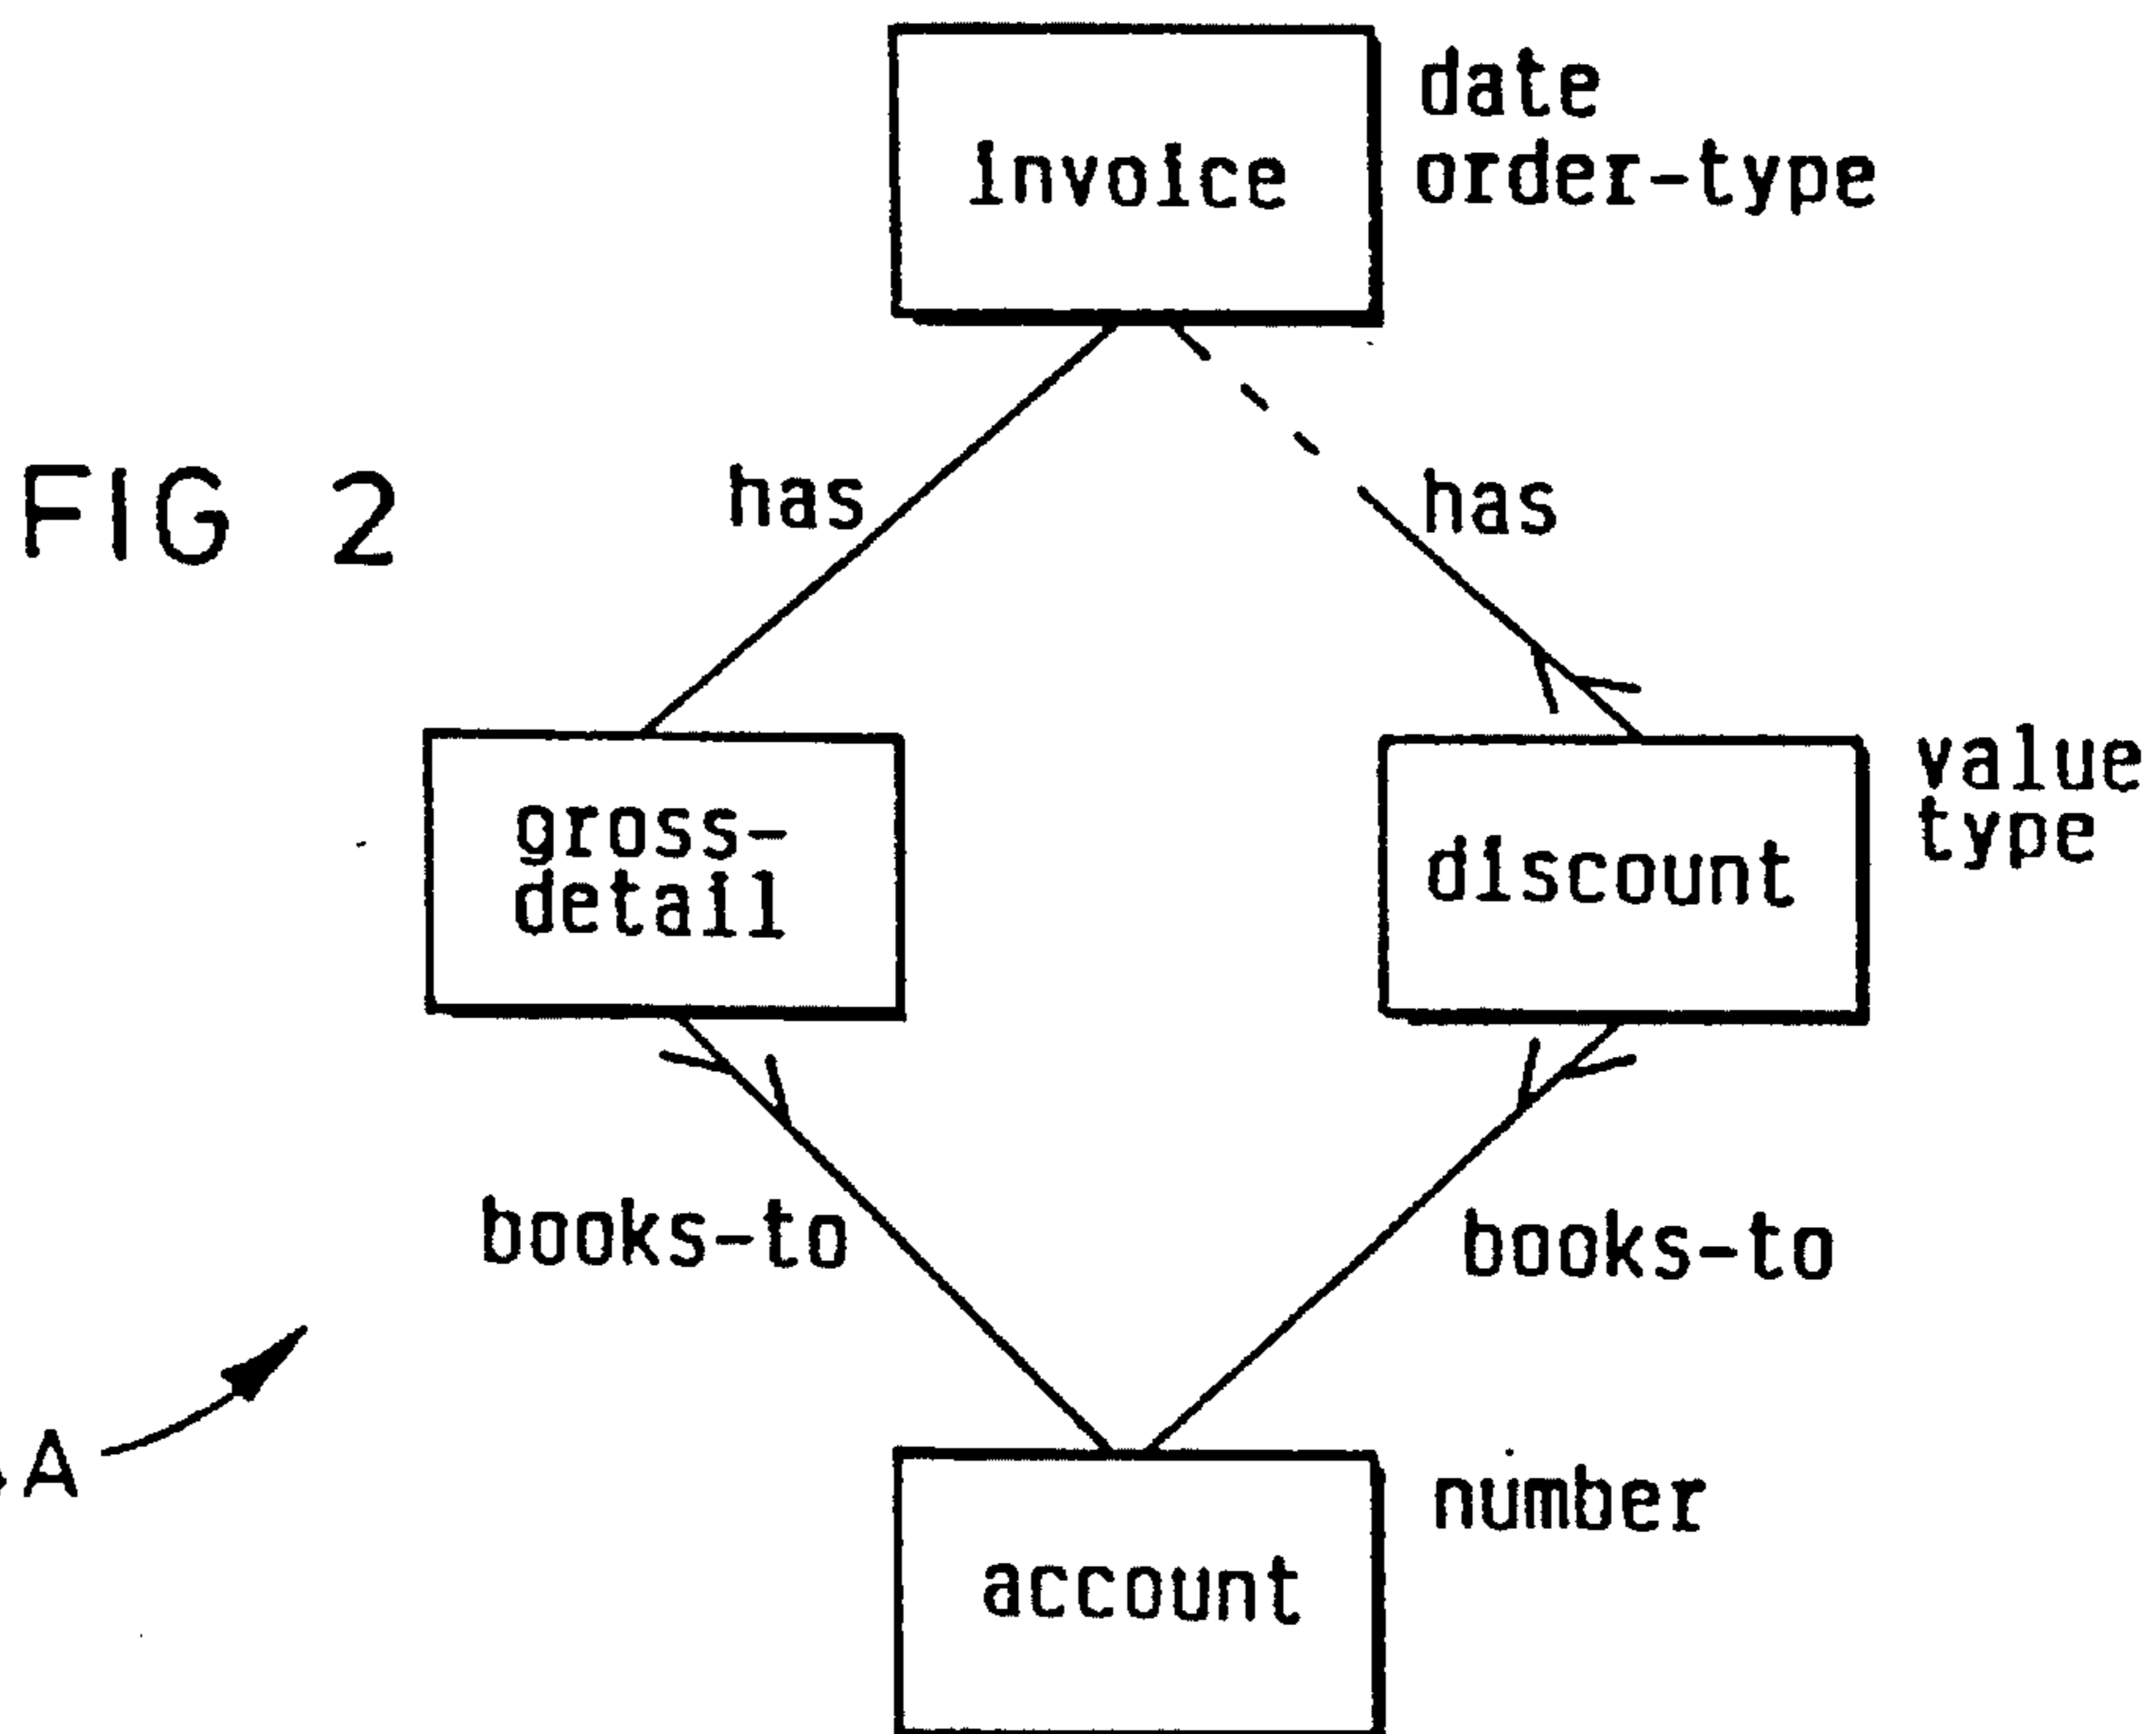 date
invoice
order-type
FIG 2
has
has
gross-
detail
discount
value
type
books-to
books-to
A
number
account